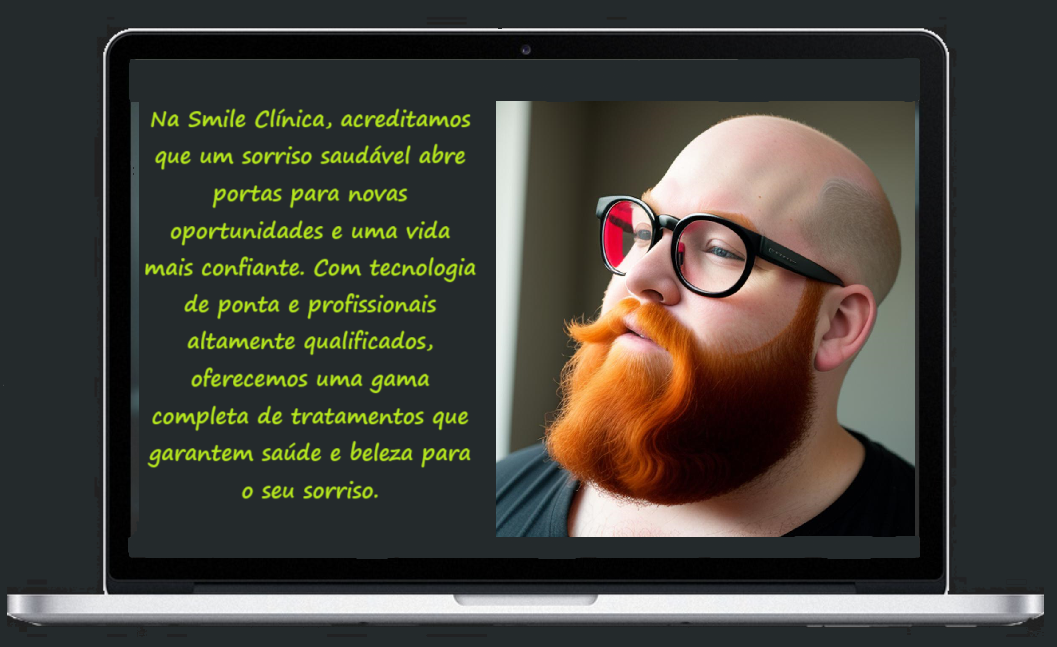 Na Smile Clínica, acreditamos
que um sorriso saudável abre
portas para novas
oportunidades e uma vida
mais confiante. Com tecnologia
de ponta e profissionais
altamente qualificados,
oferecemos uma gama
completa de tratamentos que
garantem saúde e beleza para
o seu sorriso.